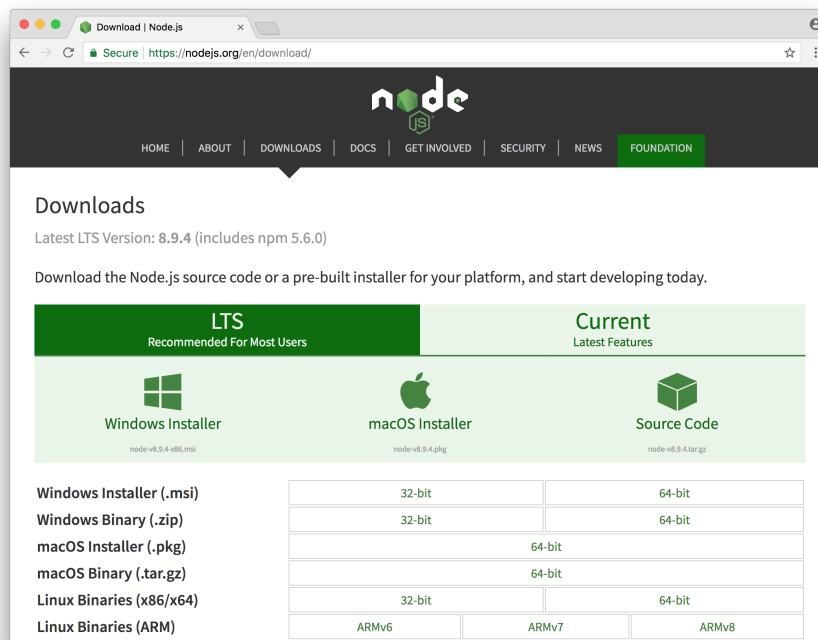 Download | Node.js
Secure https://nodejs.org/en/download/
node
JS
HOME ABOUT DOWNLOADS DOCS GET INVOLVED SECURITY NEWS FOUNDATION
Downloads
Latest LTS Version: 8.9.4 (includes npm 5.6.0)
Download the Node.js source code or a pre-built installer for your platform, and start developing today.
LTS Current
Recommended For Most Users Latest Features
Windows Installer macOS Installer Source Code
node-v8.9.4-x86.msi node-v8.9.4.pkg node-v8.9.4.tar.gz
Windows Installer (.msi) 32-bit 64-bit
Windows Binary (.zip) 32-bit 64-bit
macOS Installer (.pkg) 64-bit
macOS Binary (.tar.gz) 64-bit
Linux Binaries (x86/x64) 32-bit 64-bit
Linux Binaries (ARM) ARMv6 ARMv7 ARMv8